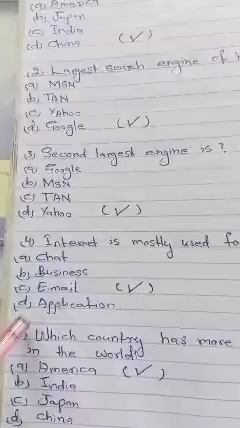 (a) America
(b) Japan
(c) India
(d) China (✓)
(2) Largest search engine of
(a) MSN
(b) TAN
(c) YAhoo
(d) Google (✓)
(3) Second largest engine is ?
(a) Google
(b) MSN
(c) TAN
(d) Yahoo (✓)
(4) Internet is mostly used fo
(a) Chat
(b) Business
(c) E.mail (✓)
(d) Application.
Which country has more
in the world?
(a) America (✓)
(b) India
(c) Japan
(d) China